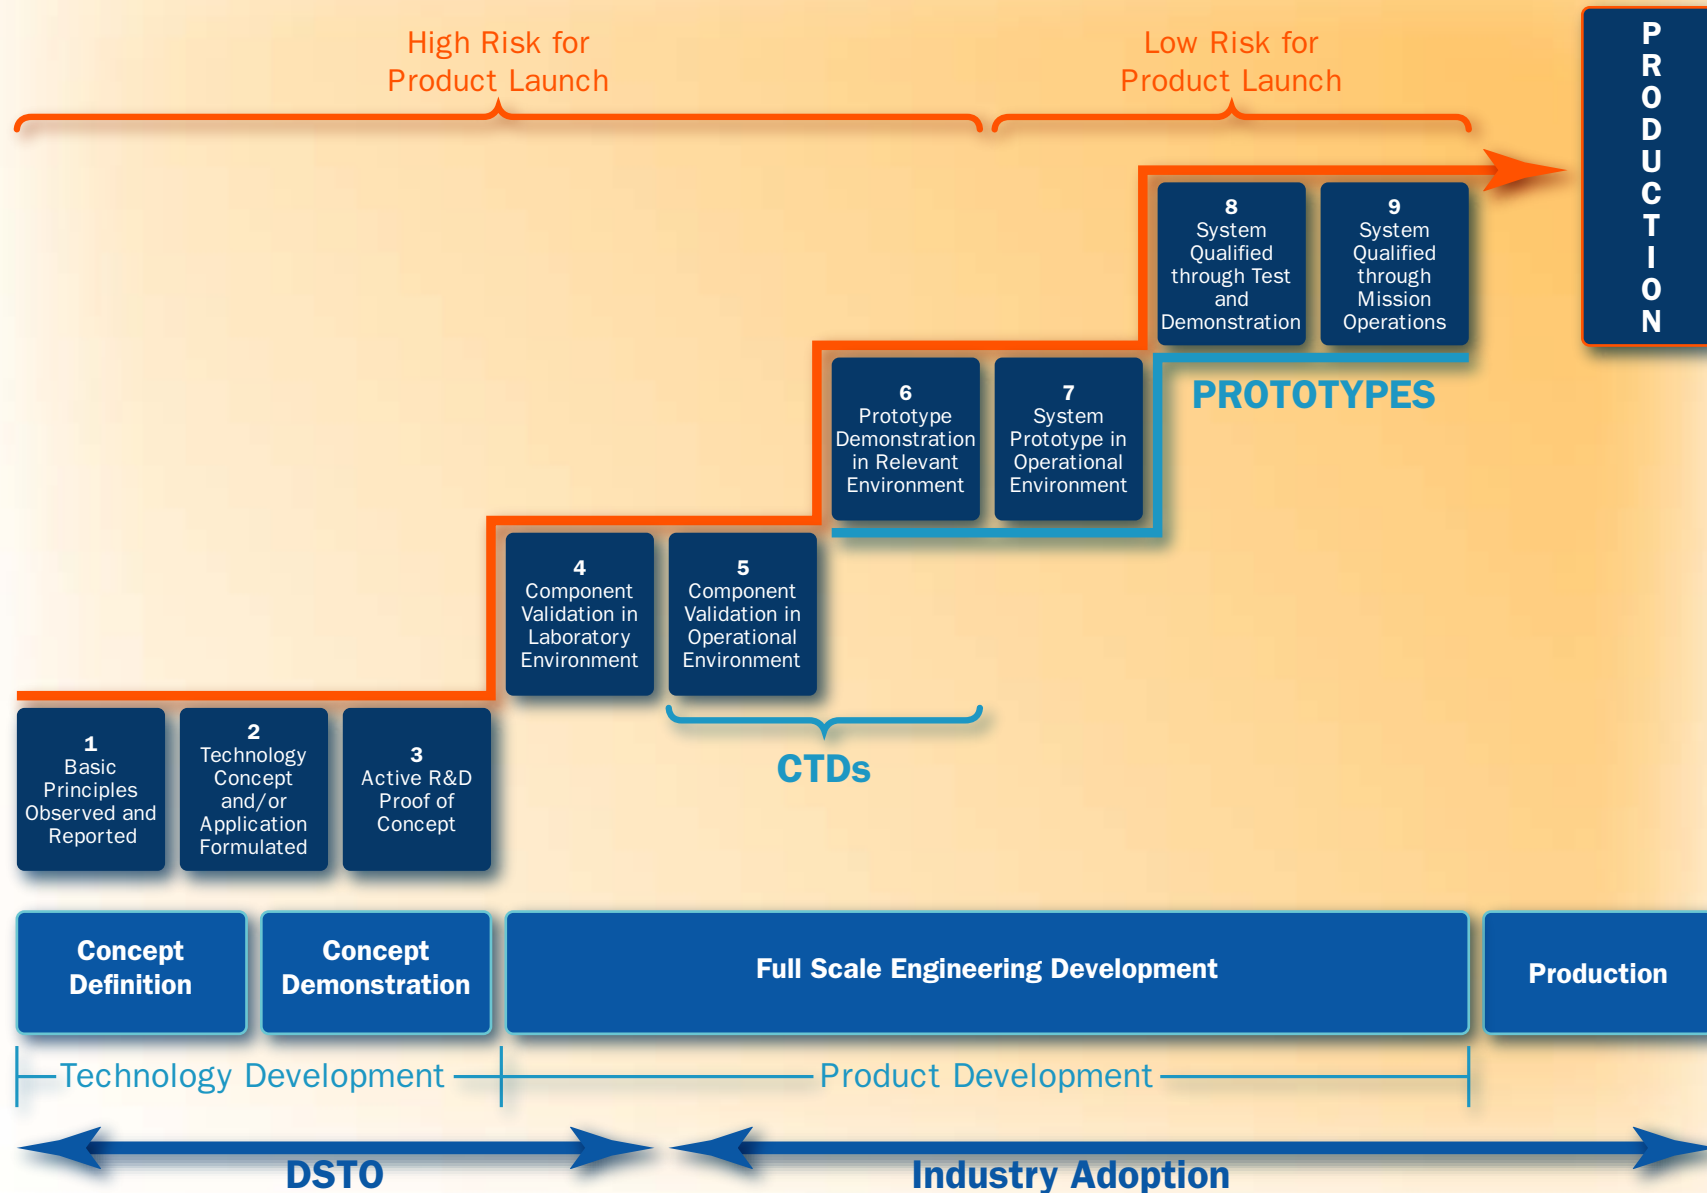 High Risk for
Product Launch
Low Risk for
Product Launch
PRODUCTION
8
System
Qualified
through Test
and
Demonstration
9
System
Qualified
through
Mission
Operations
6
Prototype
Demonstration
in Relevant
Environment
7
System
Prototype in
Operational
Environment
PROTOTYPES
4
Component
Validation in
Laboratory
Environment
5
Component
Validation in
Operational
Environment
CTDs
1
Basic
Principles
Observed and
Reported
2
Technology
Concept
and/or
Application
Formulated
3
Active R&D
Proof of
Concept
Concept
Definition
Concept
Demonstration
Full Scale Engineering Development
Production
Technology Development
Product Development
DSTO
Industry Adoption